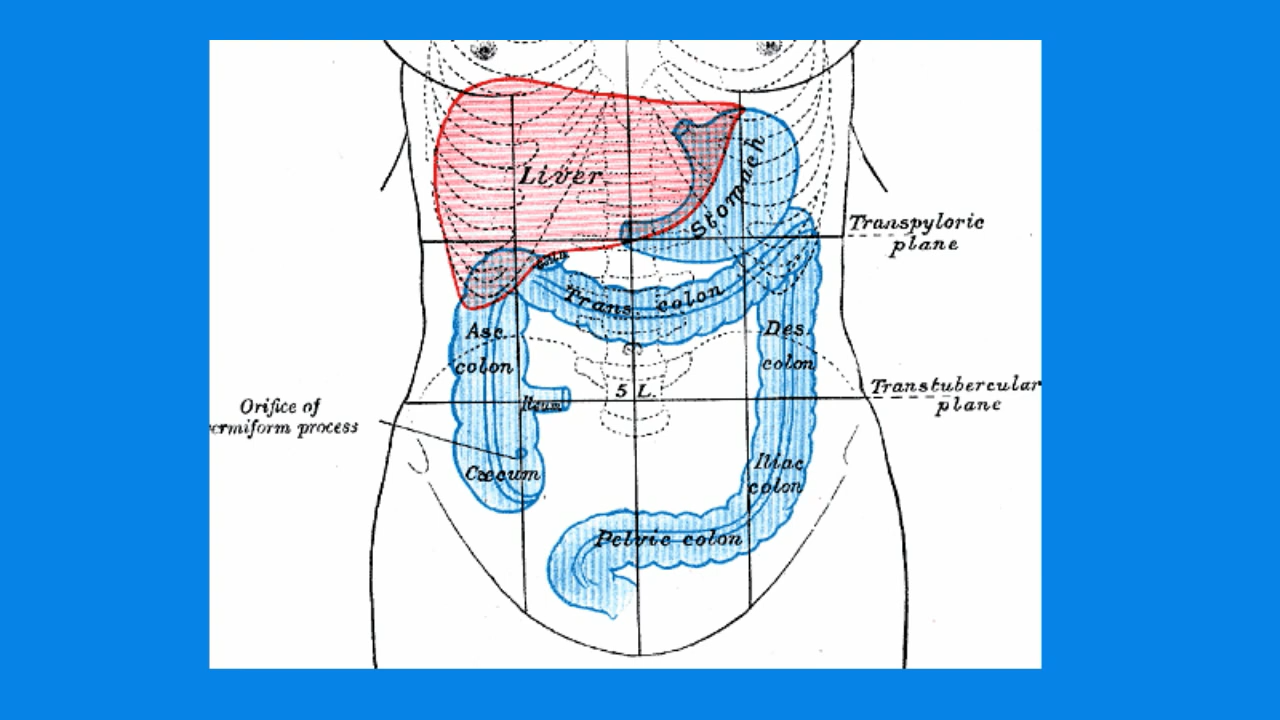 Liver
Stomach
Transpyloric
plane
Trans. colon
Asc.
colon
Des.
colon
5 L.
Transtubercular
plane
Ileum
Orifice of
ermiform process
Cæcum
Iliac
colon
Pelvic colon